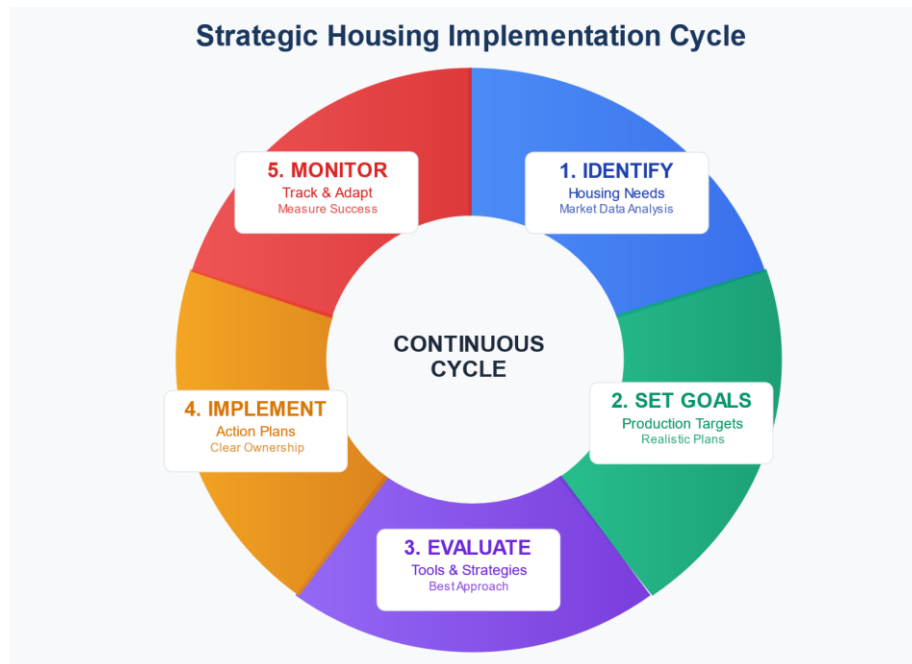 Strategic Housing Implementation Cycle
1. IDENTIFY
Housing Needs
Market Data Analysis
2. SET GOALS
Production Targets
Realistic Plans
3. EVALUATE
Tools & Strategies
Best Approach
4. IMPLEMENT
Action Plans
Clear Ownership
5. MONITOR
Track & Adapt
Measure Success
CONTINUOUS
CYCLE